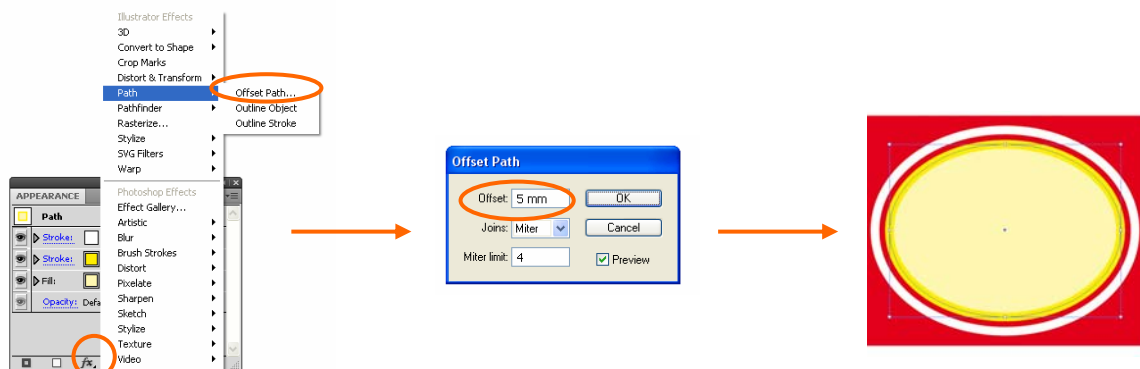 Illustrator Effects
3D
Convert to Shape
Crop Marks
Distort & Transform
Path
Pathfinder
Rasterize...
Stylize
SVG Filters
Warp
Photoshop Effects
Effect Gallery...
Artistic
Blur
Brush Strokes
Distort
Pixelate
Sharpen
Sketch
Stylize
Texture
Video
Offset Path...
Outline Object
Outline Stroke
APPEARANCE
Path
Stroke:
Stroke:
Fill:
Opacity: Defa
fx
Offset Path
Offset: 5 mm
OK
Joins: Miter
Cancel
Miter limit: 4
Preview